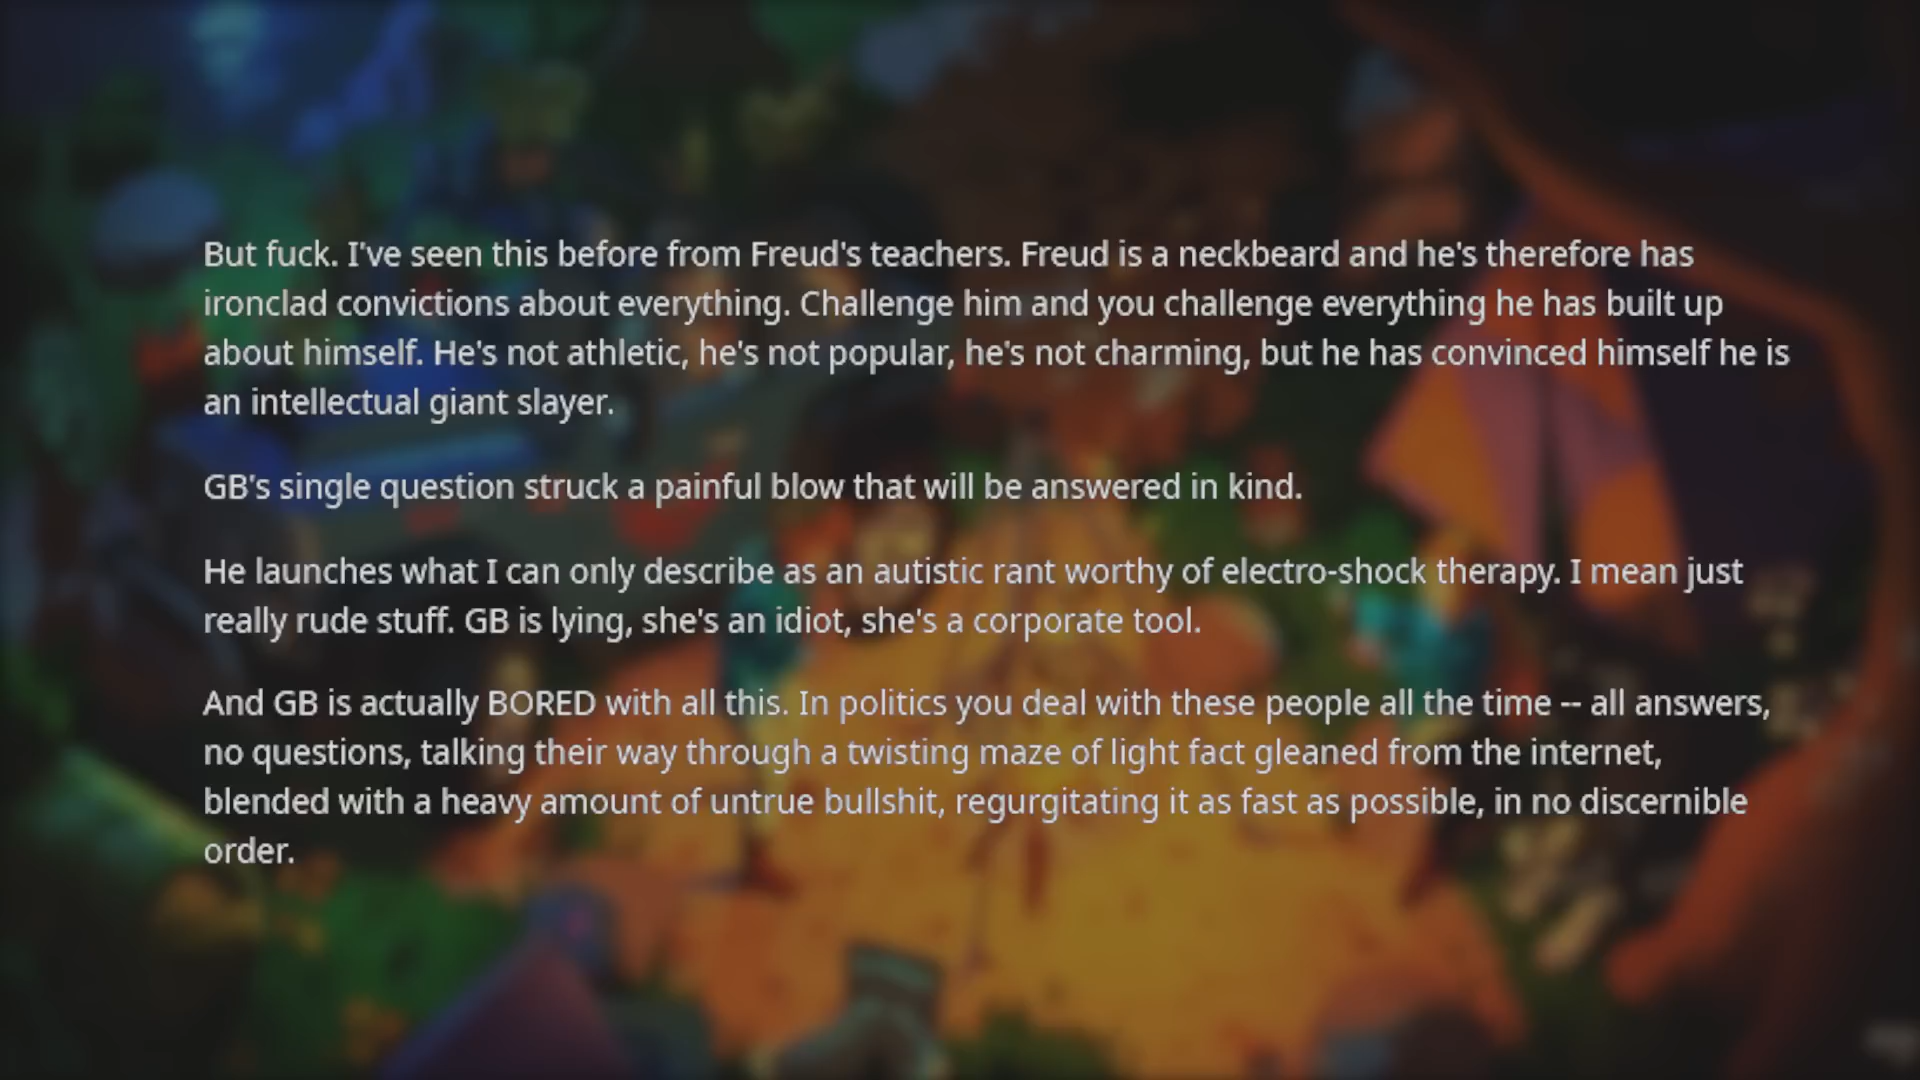 But fuck. I've seen this before from Freud's teachers. Freud is a neckbeard and he's therefore has
ironclad convictions about everything. Challenge him and you challenge everything he has built up
about himself. He's not athletic, he's not popular, he's not charming, but he has convinced himself he is
an intellectual giant slayer.
GB's single question struck a painful blow that will be answered in kind.
He launches what I can only describe as an autistic rant worthy of electro-shock therapy. I mean just
really rude stuff. GB is lying, she's an idiot, she's a corporate tool.
And GB is actually BORED with all this. In politics you deal with these people all the time -- all answers,
no questions, talking their way through a twisting maze of light fact gleaned from the internet,
blended with a heavy amount of untrue bullshit, regurgitating it as fast as possible, in no discernible
order.